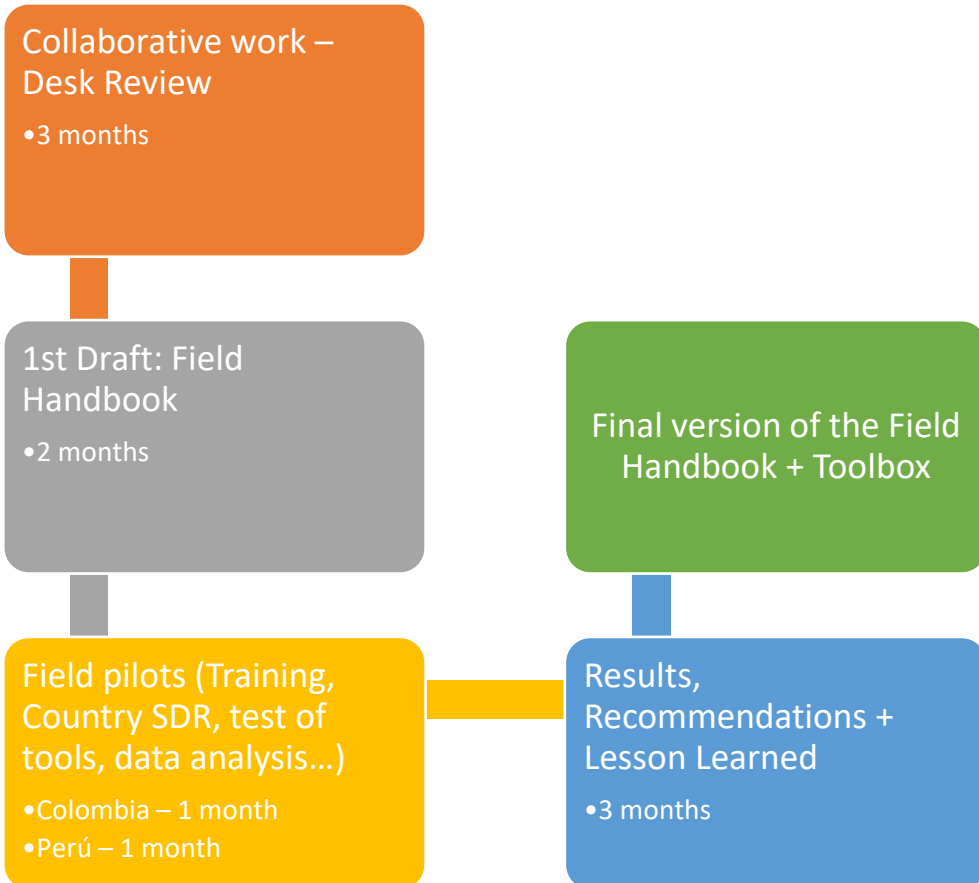 Collaborative work –
Desk Review
•3 months
1st Draft: Field
Handbook
•2 months
Field pilots (Training,
Country SDR, test of
tools, data analysis…)
•Colombia – 1 month
•Perú – 1 month
Results,
Recommendations +
Lesson Learned
•3 months
Final version of the Field
Handbook + Toolbox